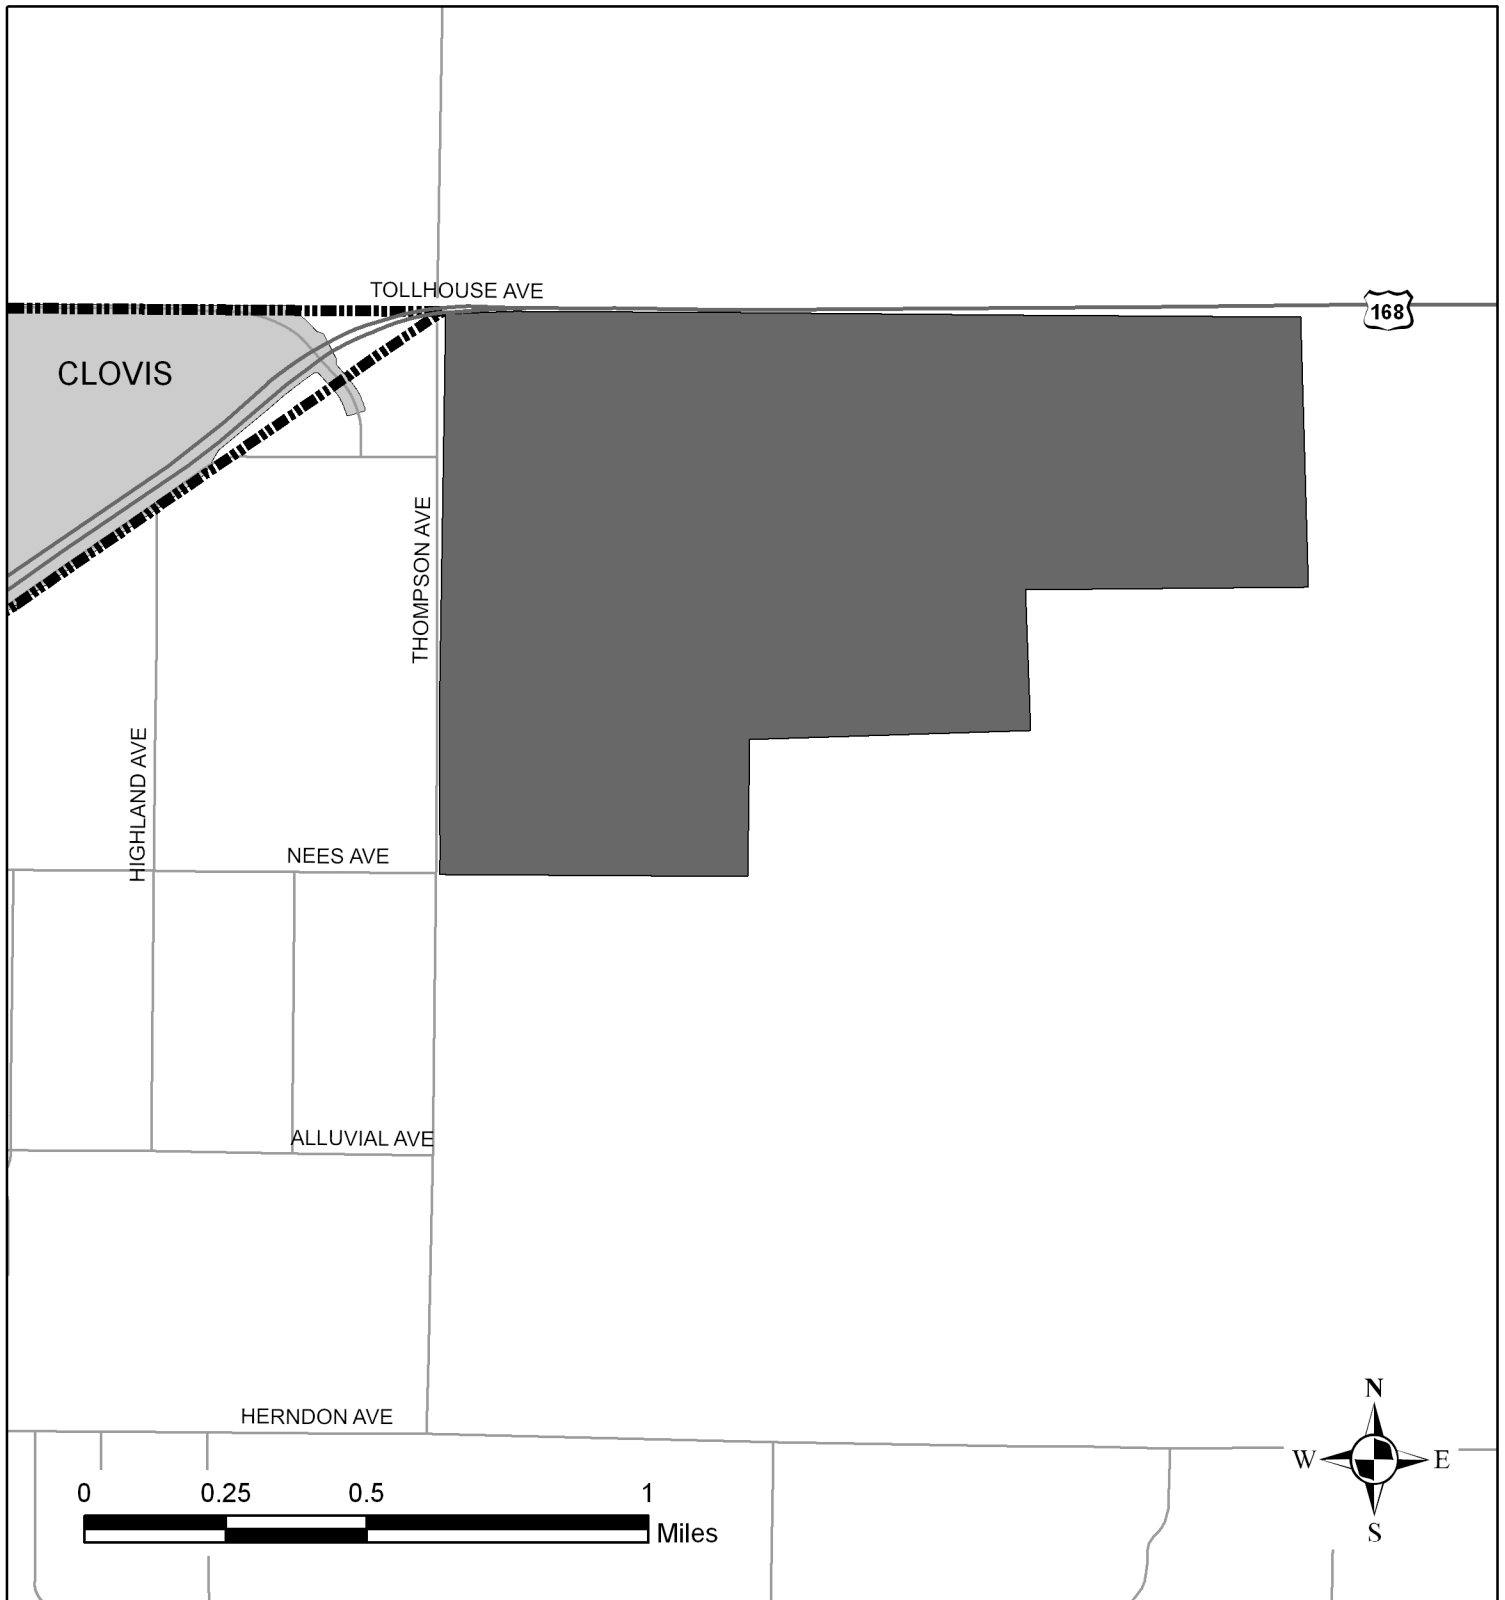 TOLLHOUSE AVE
168
CLOVIS
THOMPSON AVE
HIGHLAND AVE
NEES AVE
ALLUVIAL AVE
HERNDON AVE
N
W E
S
0 0.25 0.5 1
Miles